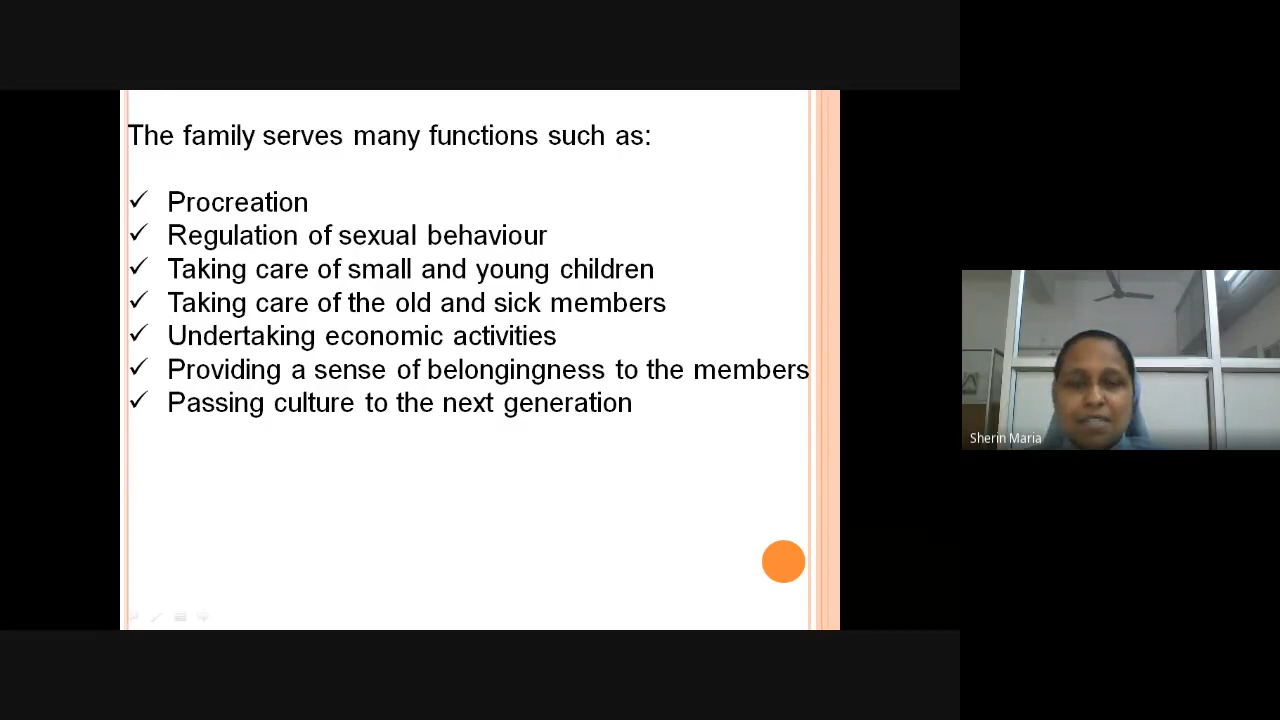 The family serves many functions such as:
✓ Procreation
✓ Regulation of sexual behaviour
✓ Taking care of small and young children
✓ Taking care of the old and sick members
✓ Undertaking economic activities
✓ Providing a sense of belongingness to the members
✓ Passing culture to the next generation
Sherin Maria